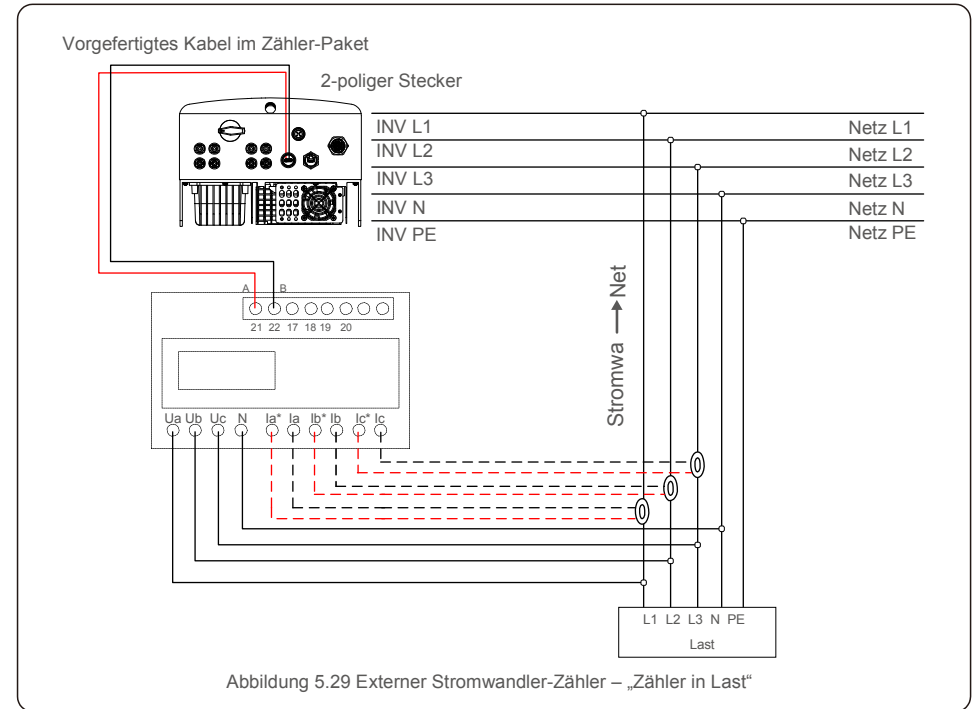 Vorgefertigtes Kabel im Zähler-Paket
2-poliger Stecker
INV L1 Netz L1
INV L2 Netz L2
INV L3 Netz L3
INV N Netz N
INV PE Netz PE
Stromwa → Net
A B
21 22 17 18 19 20
Ua Ub Uc N Ia* Ia Ib* Ib Ic* Ic
L1 L2 L3 N PE
Last
Abbildung 5.29 Externer Stromwandler-Zähler – „Zähler in Last“